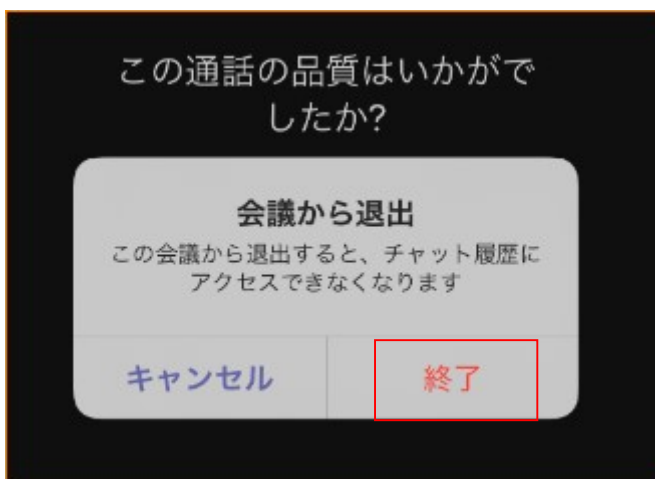 この通話の品質はいかがで
したか?
会議から退出
この会議から退出すると、チャット履歴に
アクセスできなくなります
キャンセル
終了